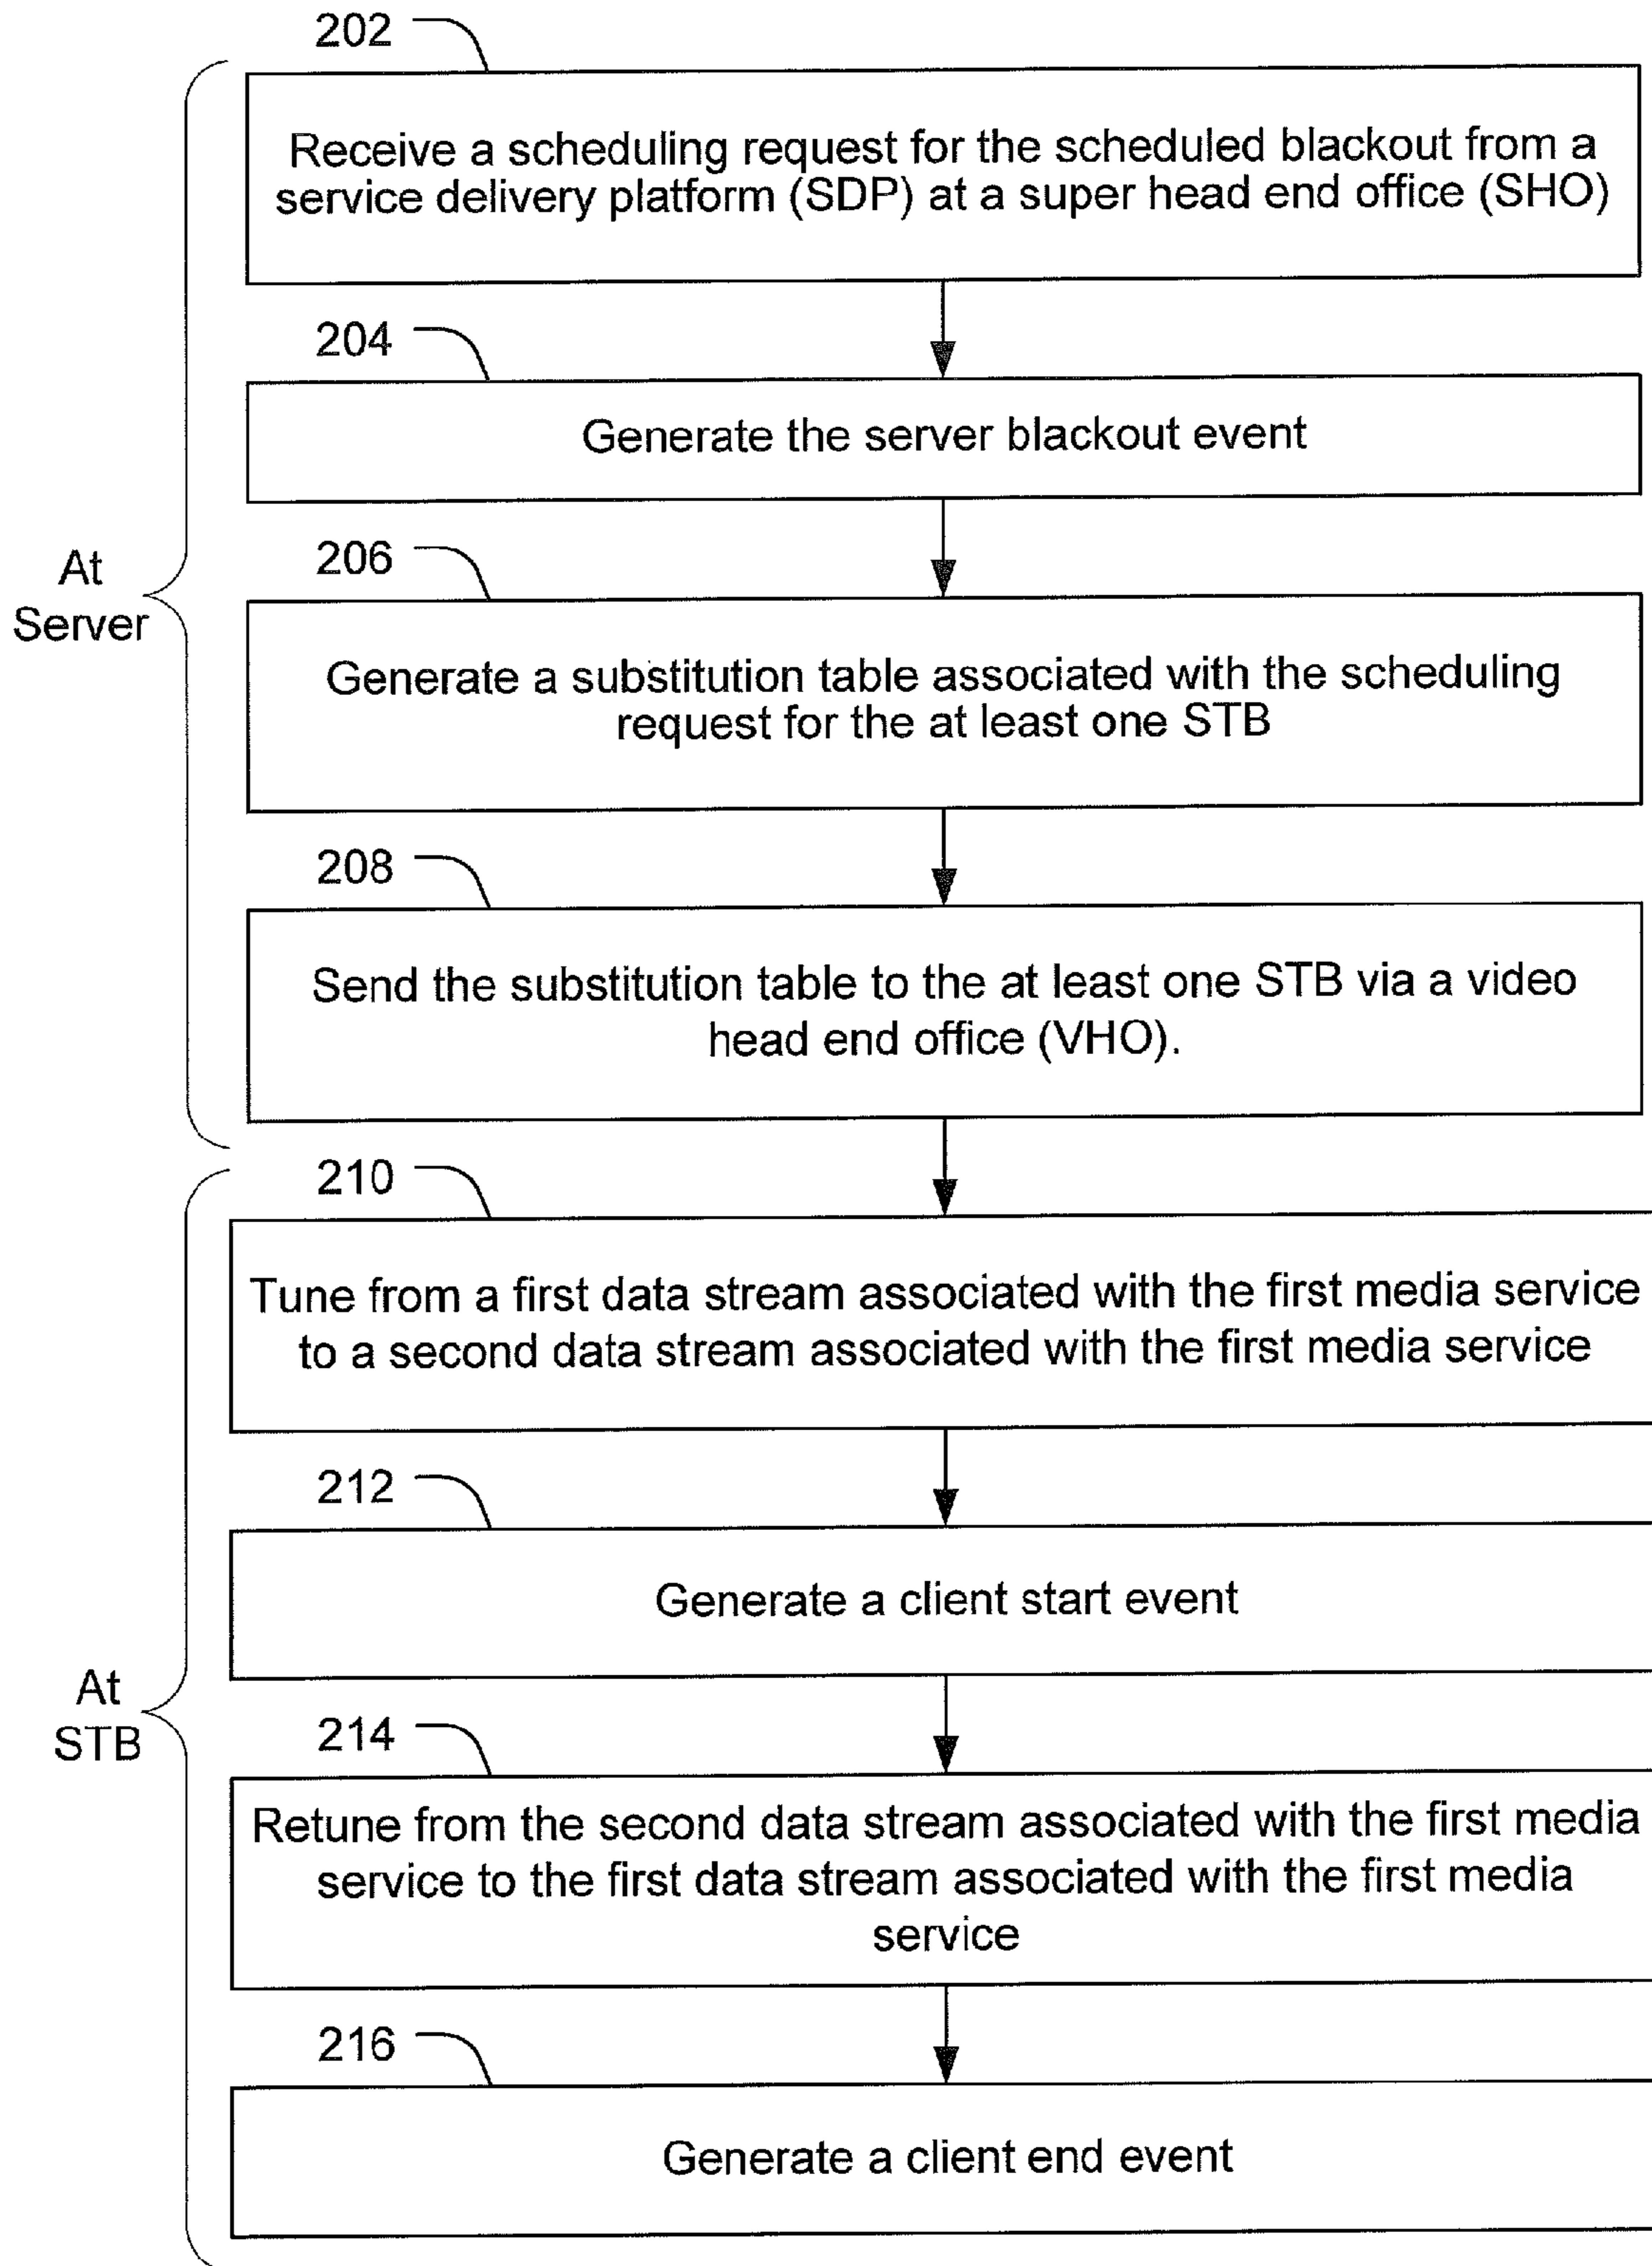 202
Receive a scheduling request for the scheduled blackout from a
service delivery platform (SDP) at a super head end office (SHO)
204
Generate the server blackout event
At
Server
206
Generate a substitution table associated with the scheduling
request for the at least one STB
208
Send the substitution table to the at least one STB via a video
head end office (VHO).
210
Tune from a first data stream associated with the first media service
to a second data stream associated with the first media service
212
Generate a client start event
At
STB
214
Retune from the second data stream associated with the first media
service to the first data stream associated with the first media
service
216
Generate a client end event